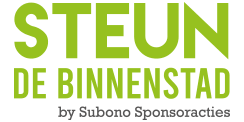 STEUN
DE BINNENSTAD
by Subono Sponsoracties